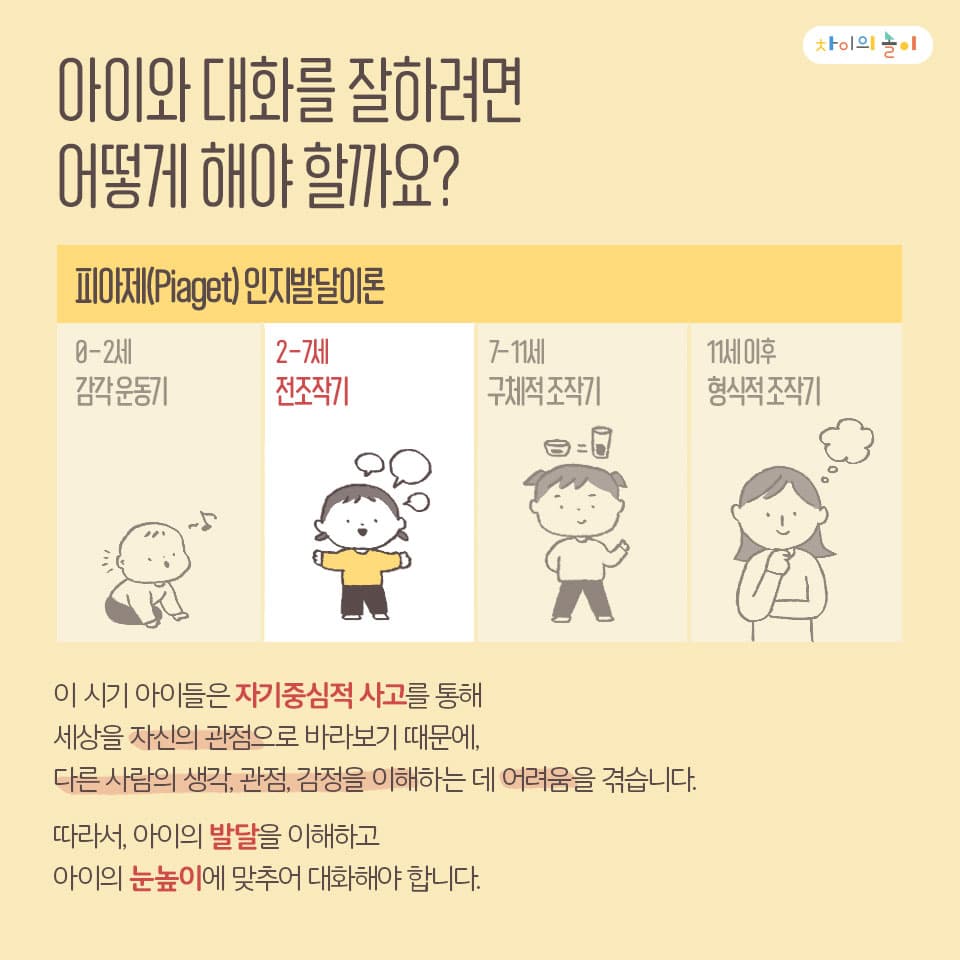 차이의 놀이
아이와 대화를 잘하려면
어떻게 해야 할까요?
피아제(Piaget) 인지발달이론
0-2세
감각 운동기
2-7세
전조작기
7-11세
구체적 조작기
11세 이후
형식적 조작기
이 시기 아이들은 자기중심적 사고를 통해
세상을 자신의 관점으로 바라보기 때문에,
다른 사람의 생각, 관점, 감정을 이해하는 데 어려움을 겪습니다.
따라서, 아이의 발달을 이해하고
아이의 눈높이에 맞추어 대화해야 합니다.